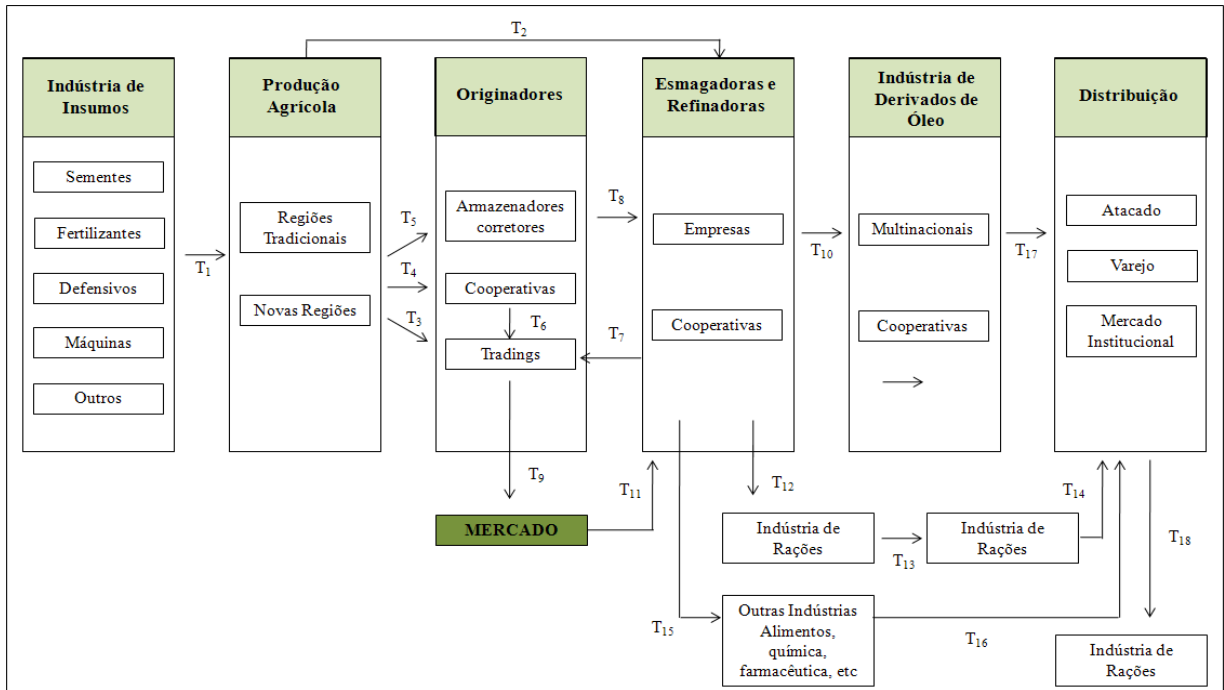 T2
Indústria de
Insumos
Produção
Agrícola
Originadores
Esmagadoras e
Refinadoras
Indústria de
Derivados de
Óleo
Distribuição
Sementes
Fertilizantes
Defensivos
Máquinas
Outros
T1
Regiões
Tradicionais
Novas Regiões
T5
T4
T3
Armazenadores
corretores
Cooperativas
T6
Tradings
T8
T7
Empresas
Cooperativas
T10
Multinacionais
Cooperativas
T17
Atacado
Varejo
Mercado
Institucional
T9
MERCADO
T11
T12
Indústria de
Rações
T13
Indústria de
Rações
T14
T18
T15
Outras Indústrias
Alimentos,
química,
farmacêutica, etc
T16
Indústria de
Rações